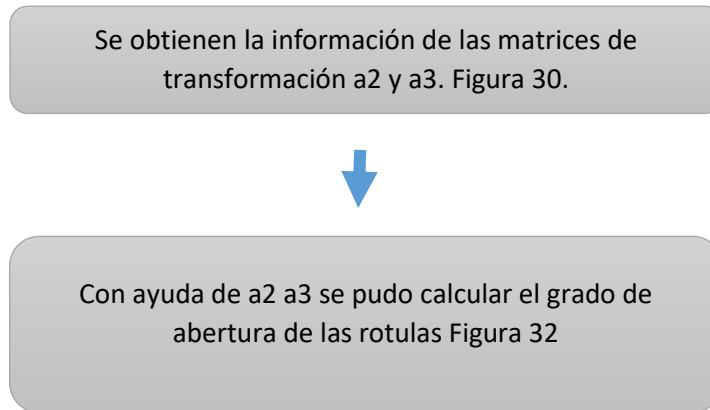 Se obtienen la información de las matrices de
transformación a2 y a3. Figura 30.
Con ayuda de a2 a3 se pudo calcular el grado de
abertura de las rotulas Figura 32